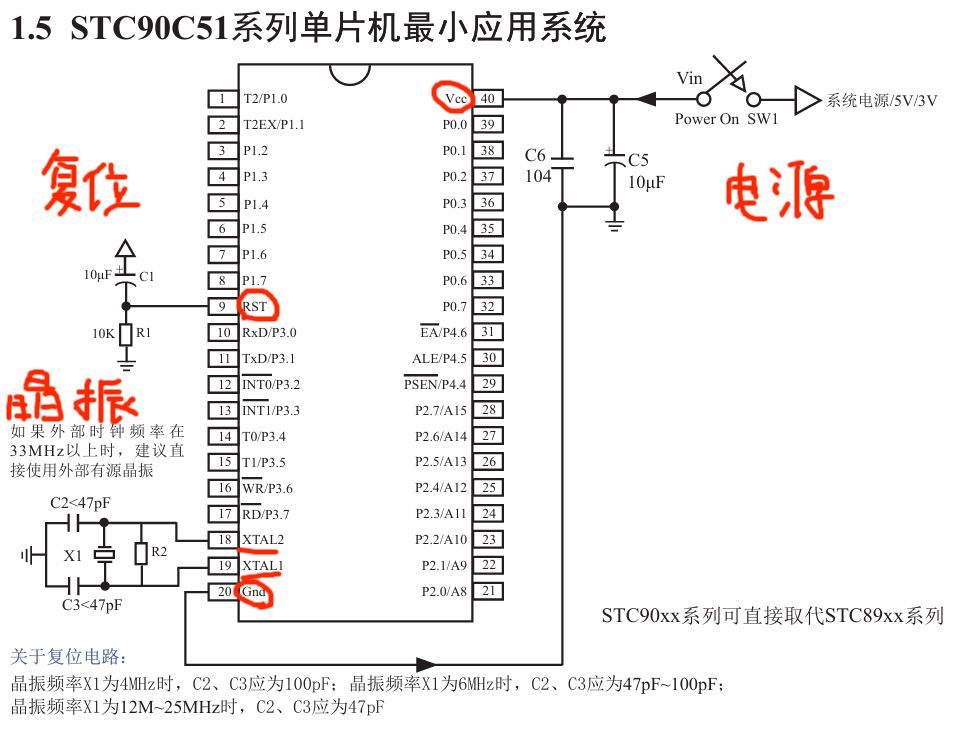 1.5 STC90C51系列单片机最小应用系统
Vin
系统电源/5V/3V
Power On SW1
C6
104
C5
10μF
电源
复位
10μF
C1
10K
R1
晶振
如果外部时钟频率在
33MHz以上时，建议直
接使用外部有源晶振
C2<47pF
X1
R2
C3<47pF
1 T2/P1.0
2 T2EX/P1.1
3 P1.2
4 P1.3
5 P1.4
6 P1.5
7 P1.6
8 P1.7
9 RST
10 RxD/P3.0
11 TxD/P3.1
12 INT0/P3.2
13 INT1/P3.3
14 T0/P3.4
15 T1/P3.5
16 WR/P3.6
17 RD/P3.7
18 XTAL2
19 XTAL1
20 Gnd
Vcc 40
P0.0 39
P0.1 38
P0.2 37
P0.3 36
P0.4 35
P0.5 34
P0.6 33
P0.7 32
EA/P4.6 31
ALE/P4.5 30
PSEN/P4.4 29
P2.7/A15 28
P2.6/A14 27
P2.5/A13 26
P2.4/A12 25
P2.3/A11 24
P2.2/A10 23
P2.1/A9 22
P2.0/A8 21
STC90xx系列可直接取代STC89xx系列
关于复位电路：
晶振频率X1为4MHz时，C2、C3应为100pF；晶振频率X1为6MHz时，C2、C3应为47pF~100pF；
晶振频率X1为12M~25MHz时，C2、C3应为47pF